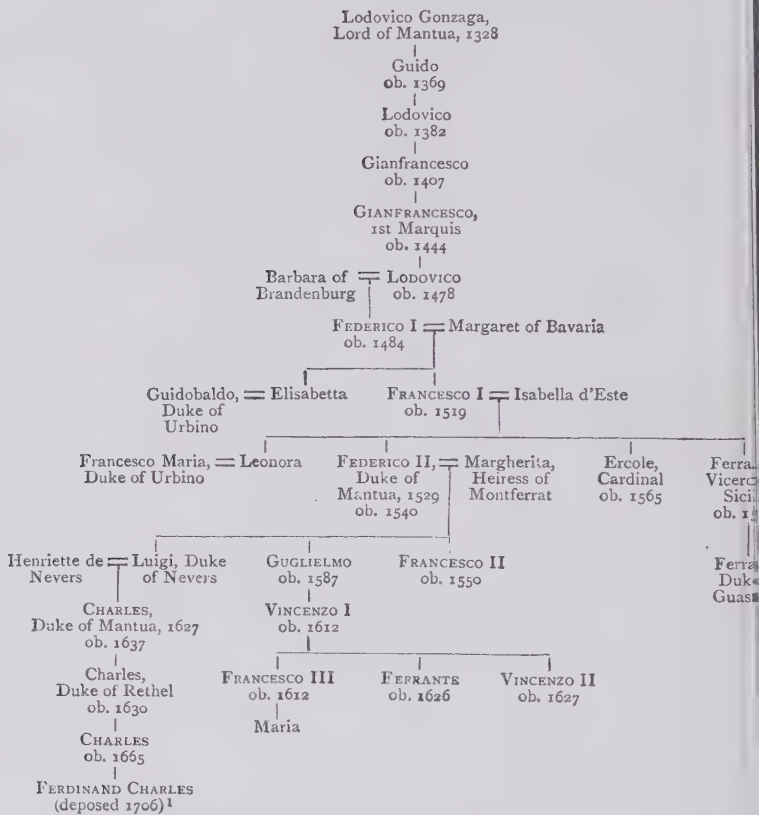 Lodovico Gonzaga,
Lord of Mantua, 1328
Guido
ob. 1369
Lodovico
ob. 1382
Gianfrancesco
ob. 1407
GIANFRANCESCO,
1st Marquis
ob. 1444
Barbara of = LODOVICO
Brandenburg ob. 1478
FEDERICO I = Margaret of Bavaria
ob. 1484
Guidobaldo, = Elisabetta FRANCESCO I = Isabella d'Este
Duke of ob. 1519
Urbino
Francesco Maria, = Leonora FEDERICO II, = Margherita, Ercole,
Duke of Urbino Duke of Heiress of Cardinal
Mantua, 1529 Montferrat ob. 1565
ob. 1540 ob.
Henriette de = Luigi, Duke GUGLIELMO FRANCESCO II
Nevers of Nevers ob. 1587 ob. 1550
CHARLES, VINCENZO I
Duke of Mantua, 1627 ob. 1612
ob. 1637
Charles, FRANCESCO III FERRANTE VINCENZO II
Duke of Rethel ob. 1612 ob. 1626 ob. 1627
ob. 1630 Maria
CHARLES
ob. 1665
FERDINAND CHARLES
(deposed 1706)¹